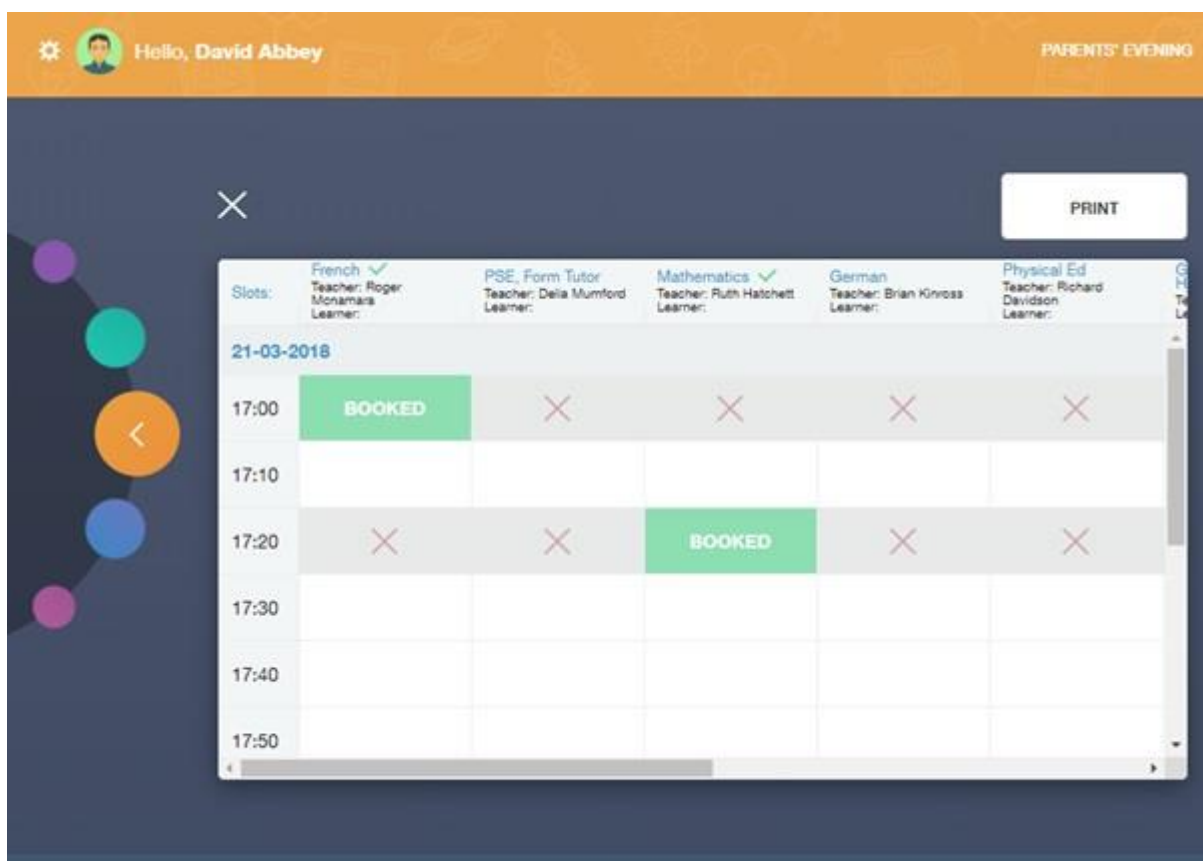 Hello, David Abbey
PARENTS' EVENING
PRINT
Slots:
French
Teacher: Roger
Monamara
Learner:
PSE, Form Tutor
Teacher: Delia Mumford
Learner:
Mathematics
Teacher: Ruth Hatchett
Learner:
German
Teacher: Brian Kinross
Learner:
Physical Ed
Teacher: Richard
Davidson
Learner:
G
H
Te
Le
21-03-2018
17:00 BOOKED
17:10
17:20 BOOKED
17:30
17:40
17:50